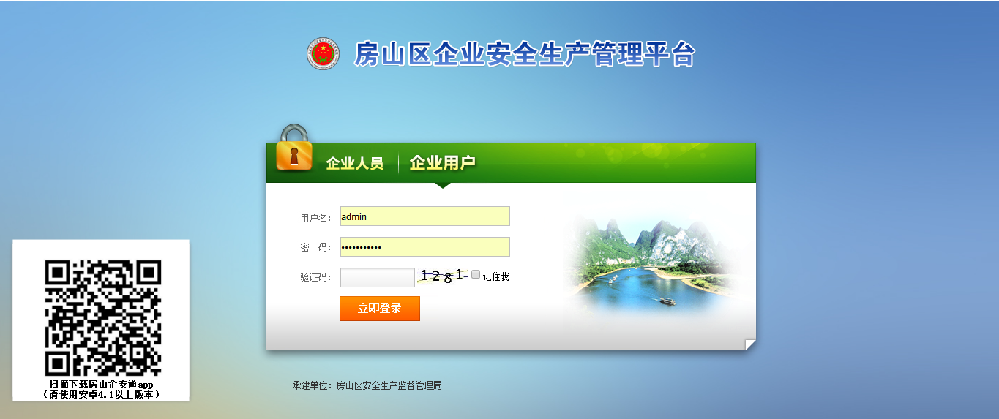 房山区企业安全生产管理平台
企业人员 企业用户
用户名： admin
密 码： •••••••••••
验证码： 1281 记住我
立即登录
扫描下载房山企安通app
（请使用安卓4.1以上版本）
承建单位：房山区安全生产监督管理局